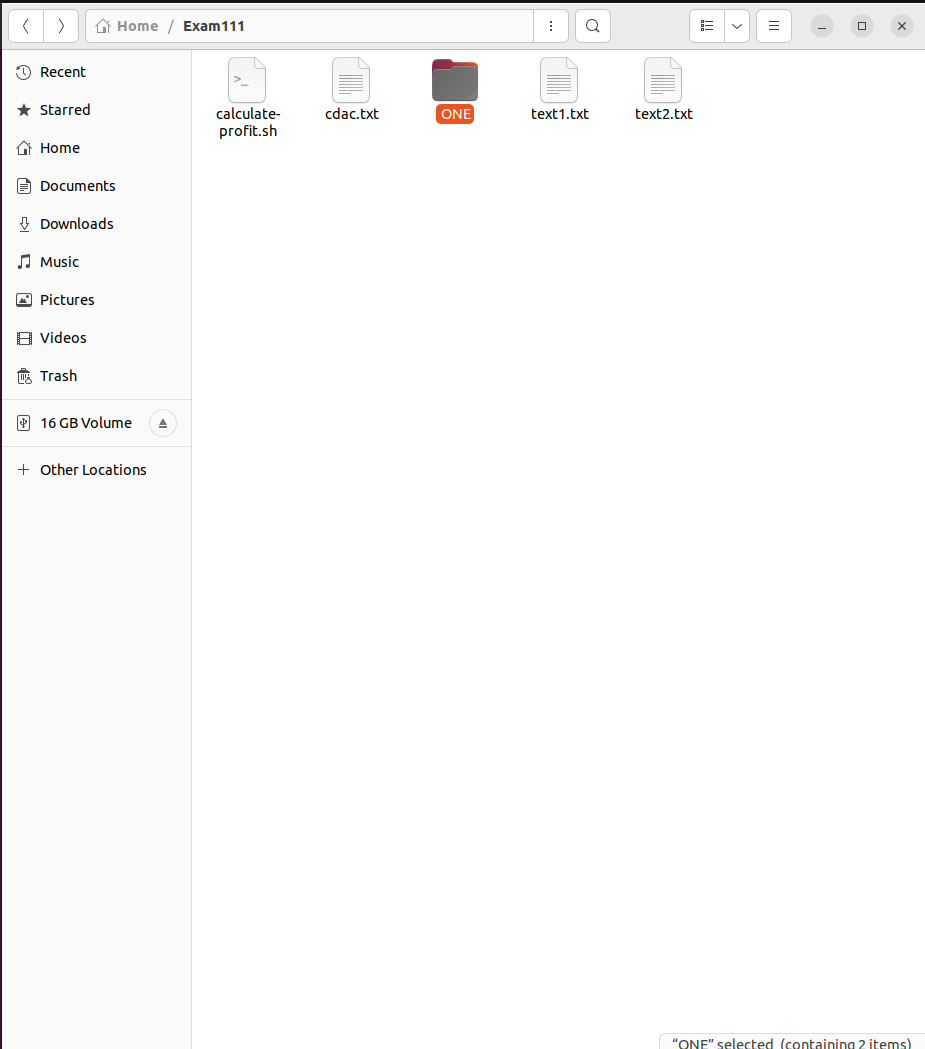 Home / Exam111
Recent
Starred
Home
Documents
Downloads
Music
Pictures
Videos
Trash
16 GB Volume
Other Locations
>_
calculate-
profit.sh
cdac.txt
ONE
text1.txt
text2.txt
“ONE” selected (containing 2 items)